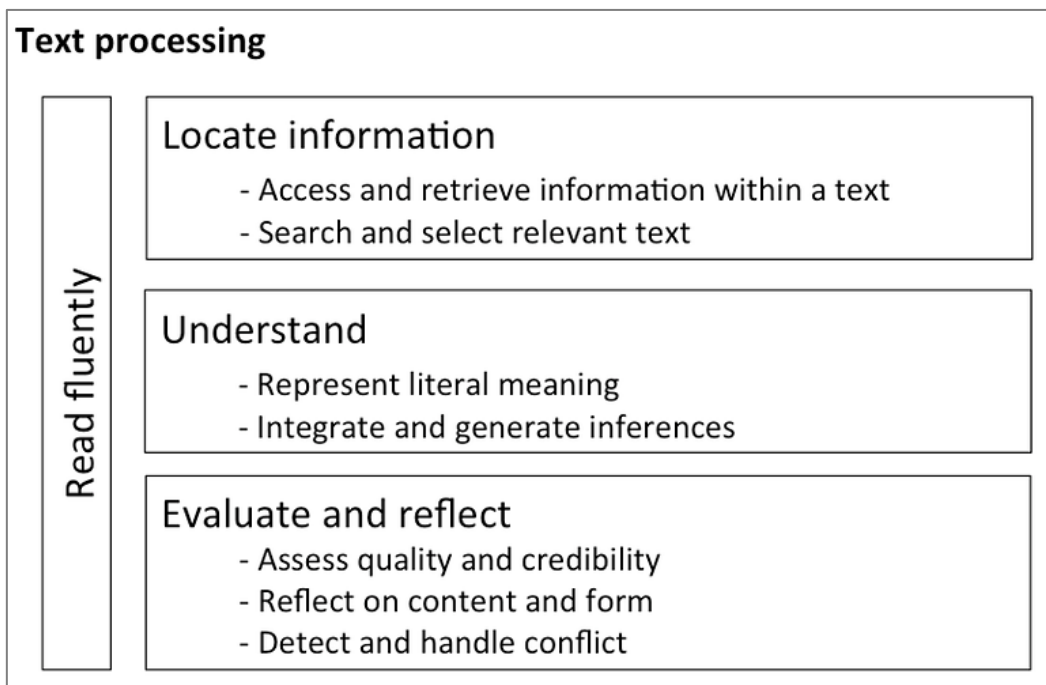 Text processing
Read fluently
Locate information
- Access and retrieve information within a text
- Search and select relevant text
Understand
- Represent literal meaning
- Integrate and generate inferences
Evaluate and reflect
- Assess quality and credibility
- Reflect on content and form
- Detect and handle conflict